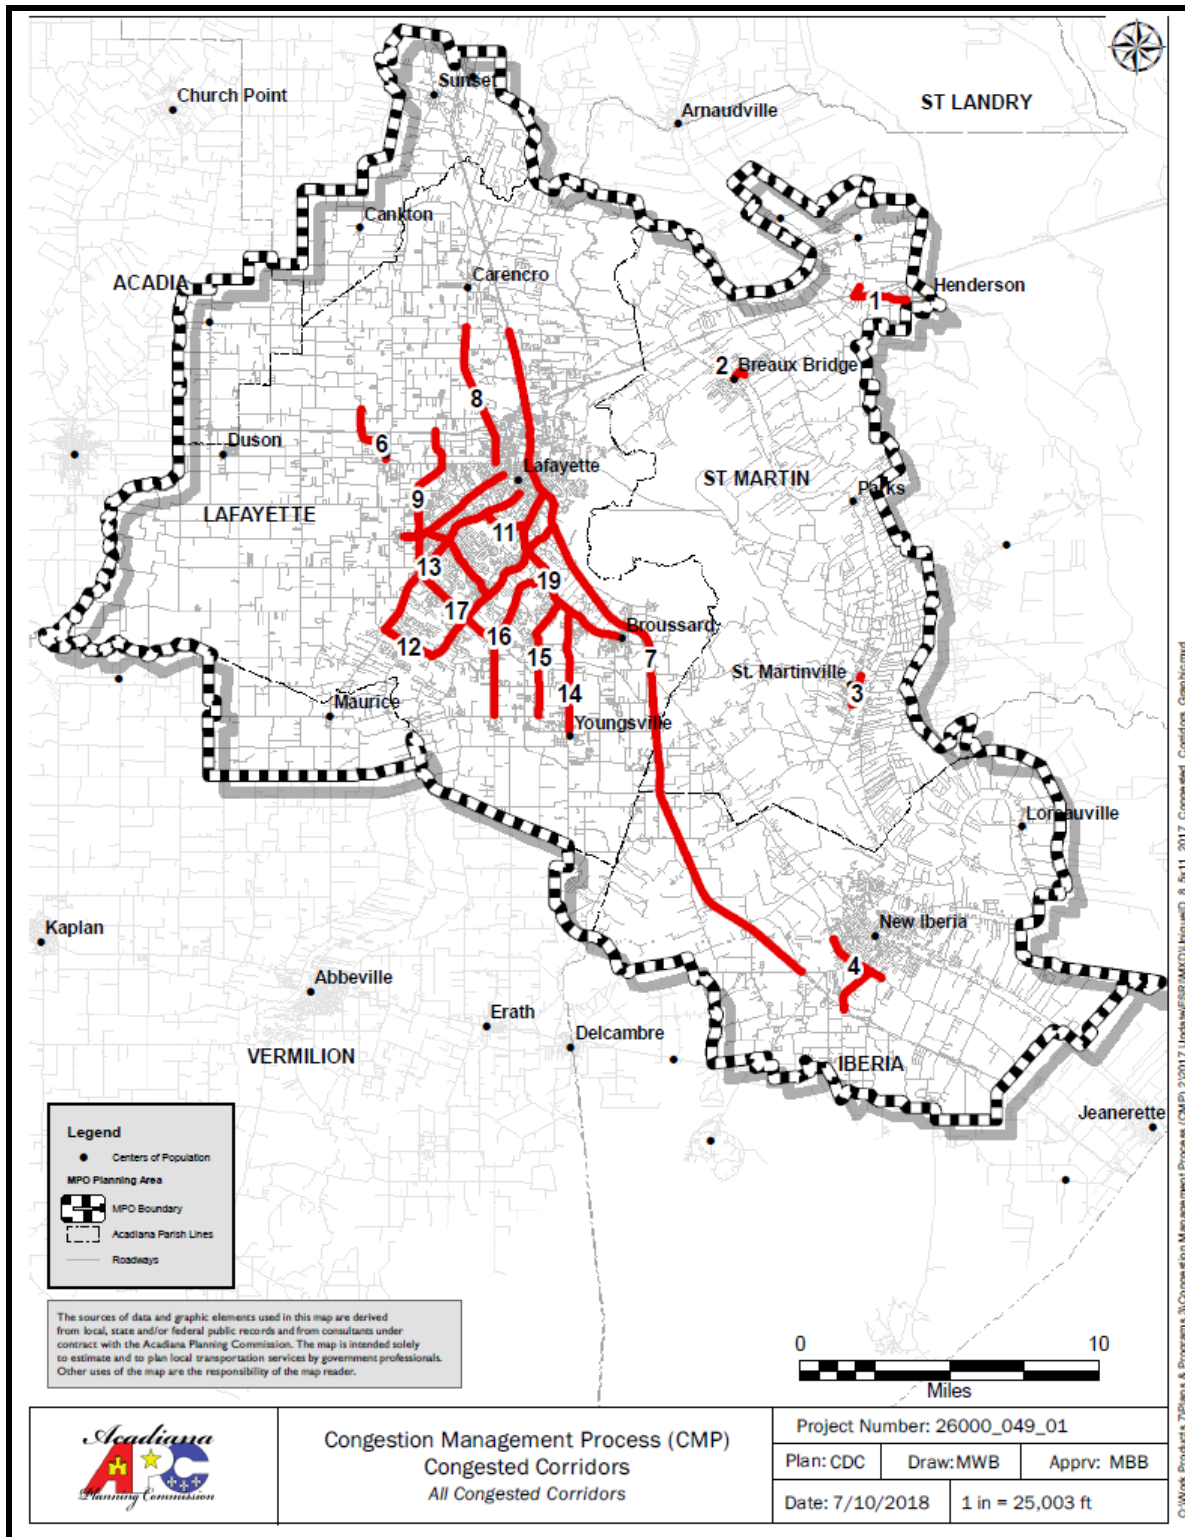 Sunset
Church Point
Arnaudville
ST LANDRY
Cankton
Carencro
ACADIA
Henderson
1
2
Breaux Bridge
8
6
Duson
Lafayette
ST MARTIN
Parks
9
LAFAYETTE
11
13
19
17
16
Broussard
12
15
7
St. Martinville
3
14
Maurice
Youngsville
Loreauville
Kaplan
New Iberia
4
Abbeville
Erath
Delcambre
VERMILION
IBERIA
Jeanerette
Legend
Centers of Population
MPO Planning Area
MPO Boundary
Acadiana Parish Lines
Roadways
The sources of data and graphic elements used in this map are derived
from local, state and/or federal public records and from consultants under
contract with the Acadiana Planning Commission. The map is intended solely
to estimate and to plan local transportation services by government professionals.
Other uses of the map are the responsibility of the map reader.
0 10
Miles
Acadiana
APC
Planning Commission
Congestion Management Process (CMP)
Congested Corridors
All Congested Corridors
Project Number: 26000_049_01
Plan: CDC Draw:MWB Apprv: MBB
Date: 7/10/2018 1 in = 25,003 ft